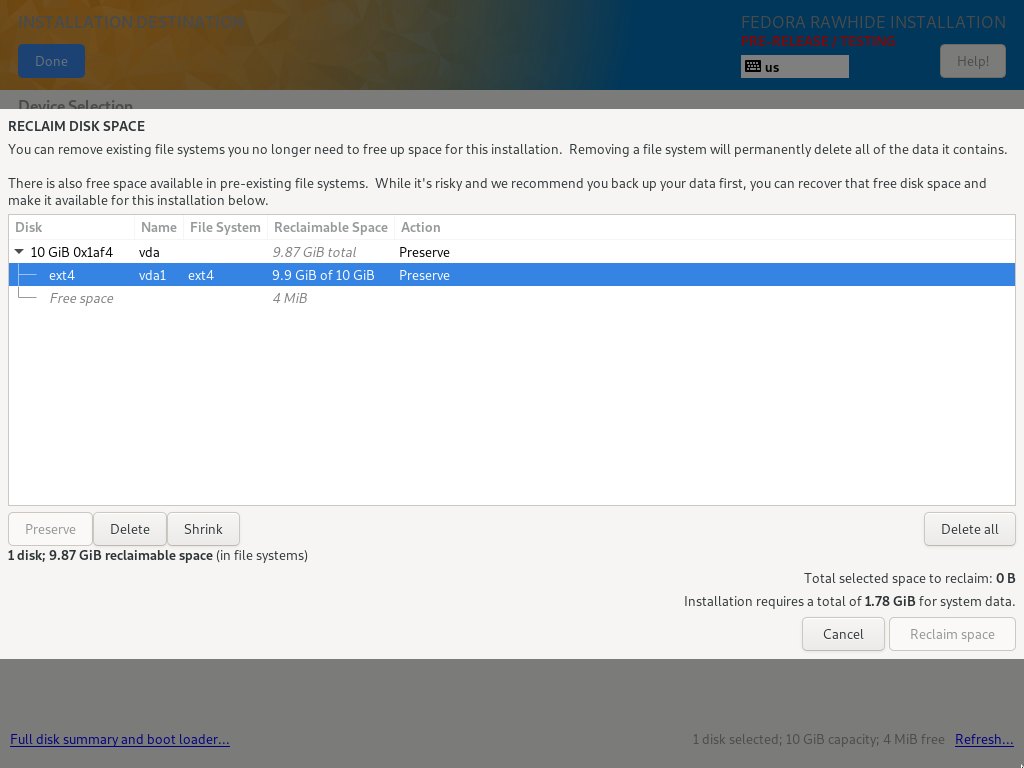 INSTALLATION DESTINATION
FEDORA RAWHIDE INSTALLATION
PRE-RELEASE / TESTING
Done
us
Help!
Device Selection
RECLAIM DISK SPACE
You can remove existing file systems you no longer need to free up space for this installation.  Removing a file system will permanently delete all of the data it contains.
There is also free space available in pre-existing file systems.  While it's risky and we recommend you back up your data first, you can recover that free disk space and
make it available for this installation below.
Disk Name File System Reclaimable Space Action
10 GiB 0x1af4 vda 9.87 GiB total Preserve
ext4 vda1 ext4 9.9 GiB of 10 GiB Preserve
Free space 4 MiB
Preserve Delete Shrink Delete all
1 disk; 9.87 GiB reclaimable space (in file systems)
Total selected space to reclaim: 0 B
Installation requires a total of 1.78 GiB for system data.
Cancel Reclaim space
Full disk summary and boot loader... 1 disk selected; 10 GiB capacity; 4 MiB free Refresh...